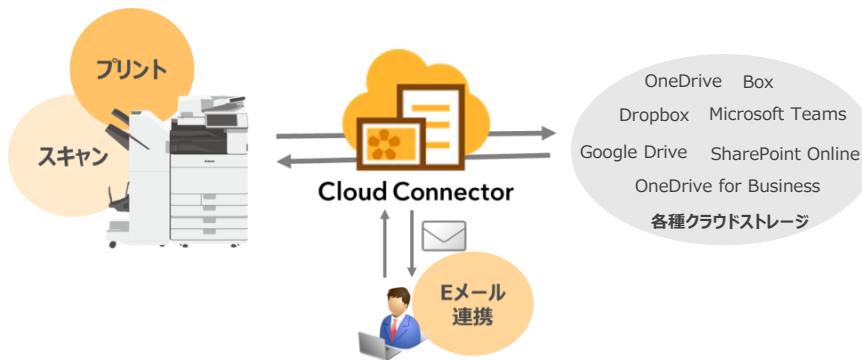 プリント
スキャン
Canon
Cloud Connector
OneDrive Box
Dropbox Microsoft Teams
Google Drive SharePoint Online
OneDrive for Business
各種クラウドストレージ
Eメール
連携